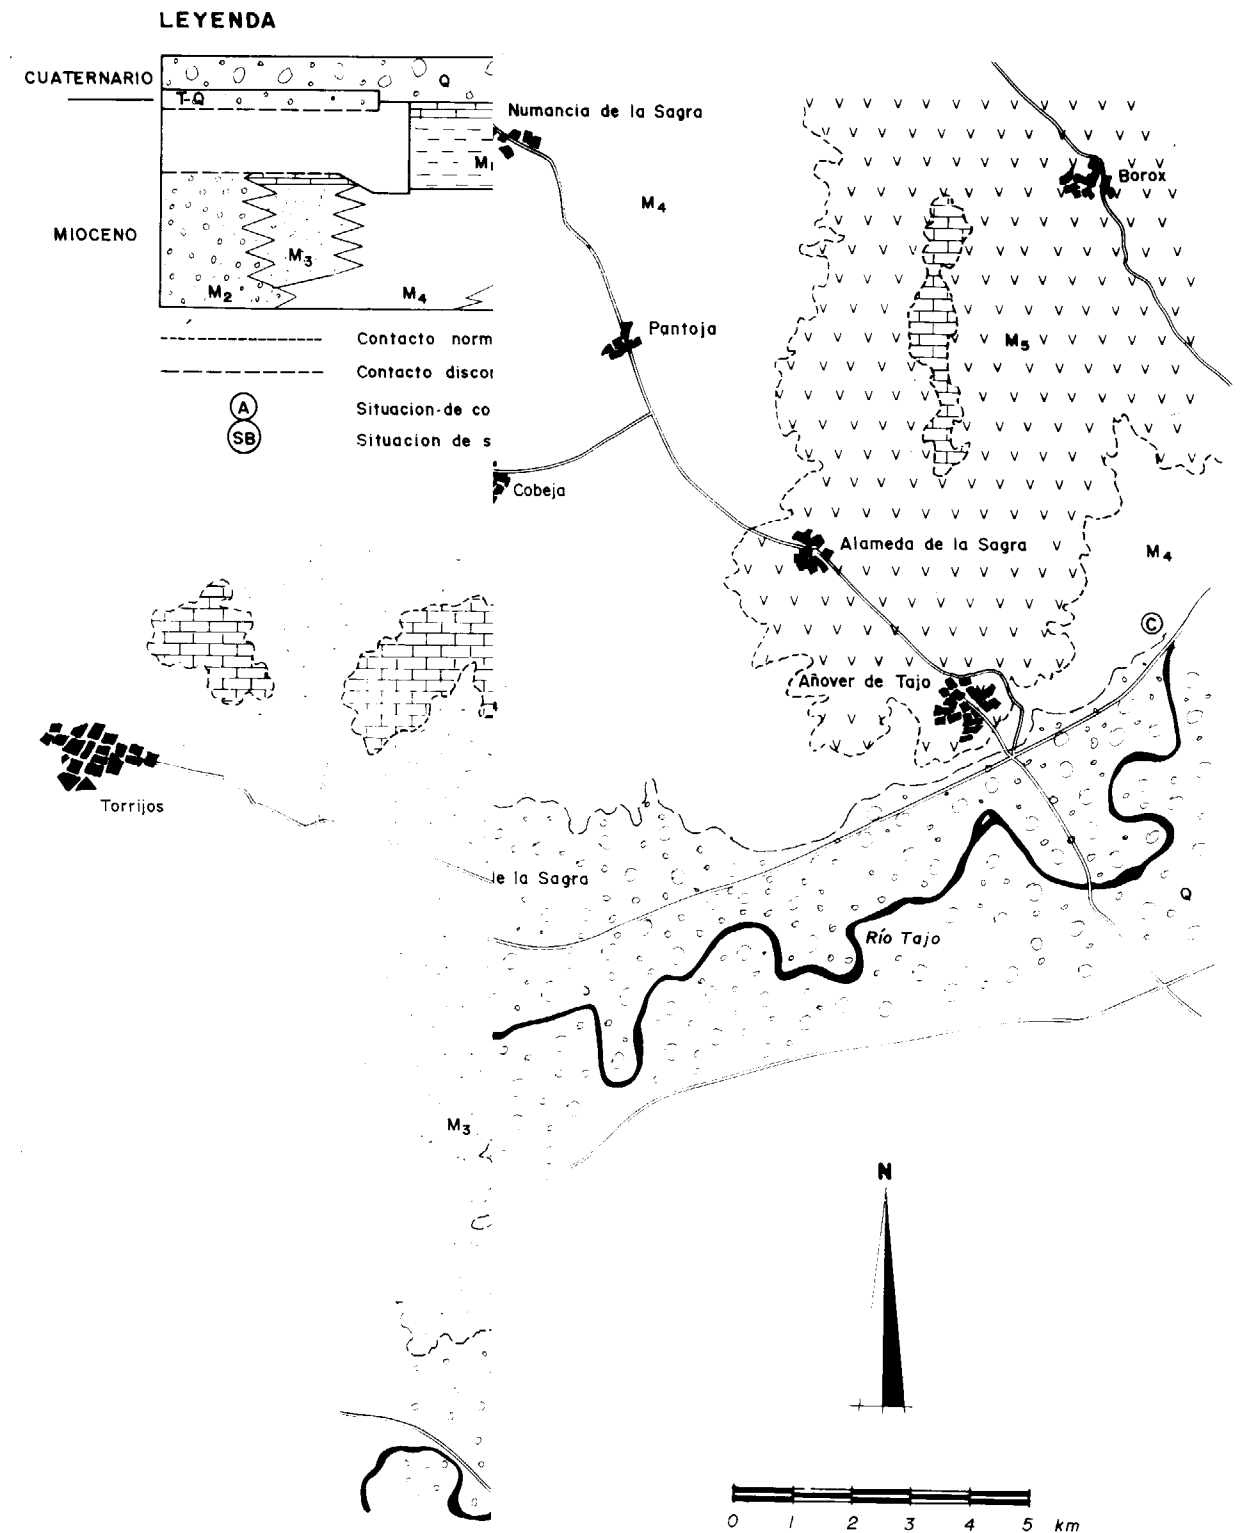 LEYENDA
CUATERNARIO
Q
T-Q
M1
MIOCENO
M3
M2
M4
Contacto norm
Contacto discor
A
Situacion de co
SB
Situacion de s
Numancia de la Sagra
M4
Borox
Pantoja
M5
Cobeja
Alameda de la Sagra
M4
C
Añover de Tajo
Torrijos
le la Sagra
Q
Río Tajo
M3
N
0 1 2 3 4 5 km